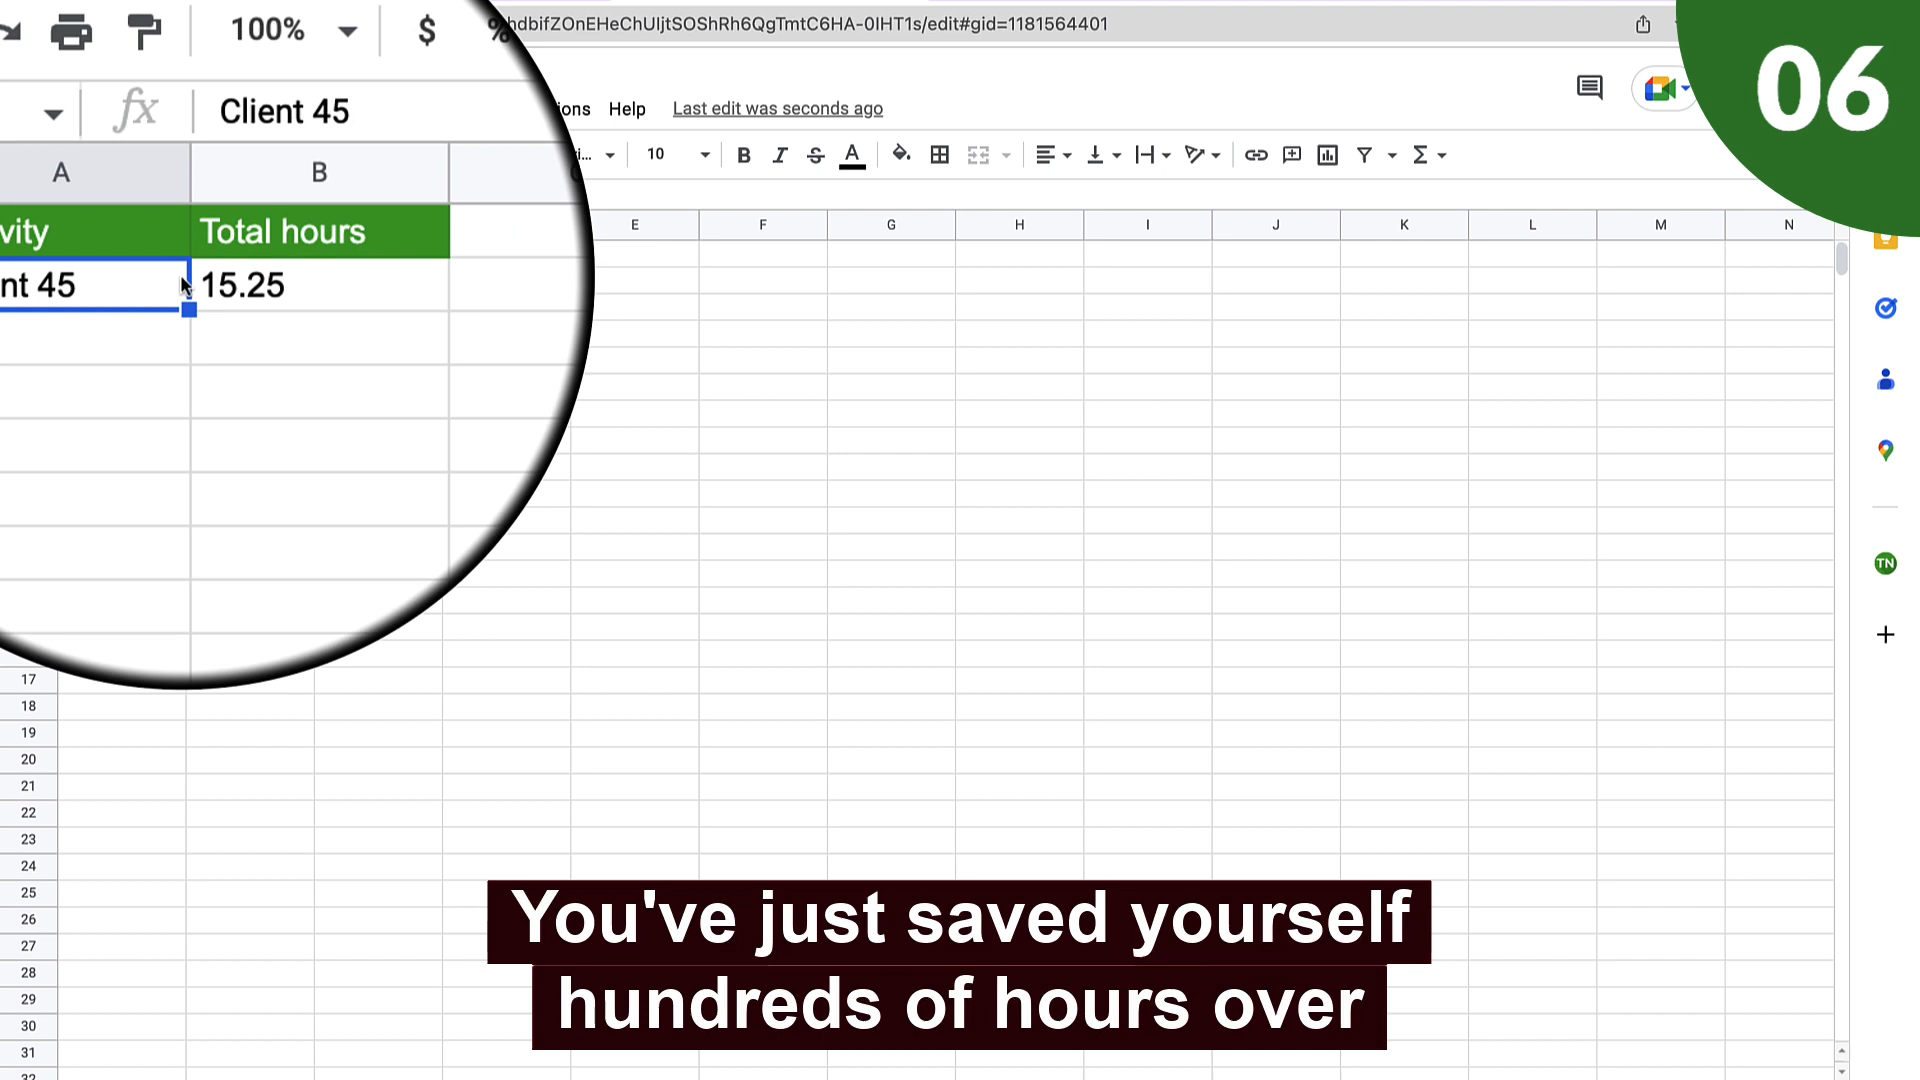 hdbifZOnEHeChUIjtSOShRh6QgTmtC6HA-0IHT1s/edit#gid=1181564401
06
100% $ %
Client 45
ions Help Last edit was seconds ago
i... 10 B I S A Σ
A B E F G H I J K L M N
vity Total hours
nt 45 15.25
TN
17
18
19
20
21
22
23
24
25
26
27
28
29
30
31
32
You've just saved yourself
hundreds of hours over